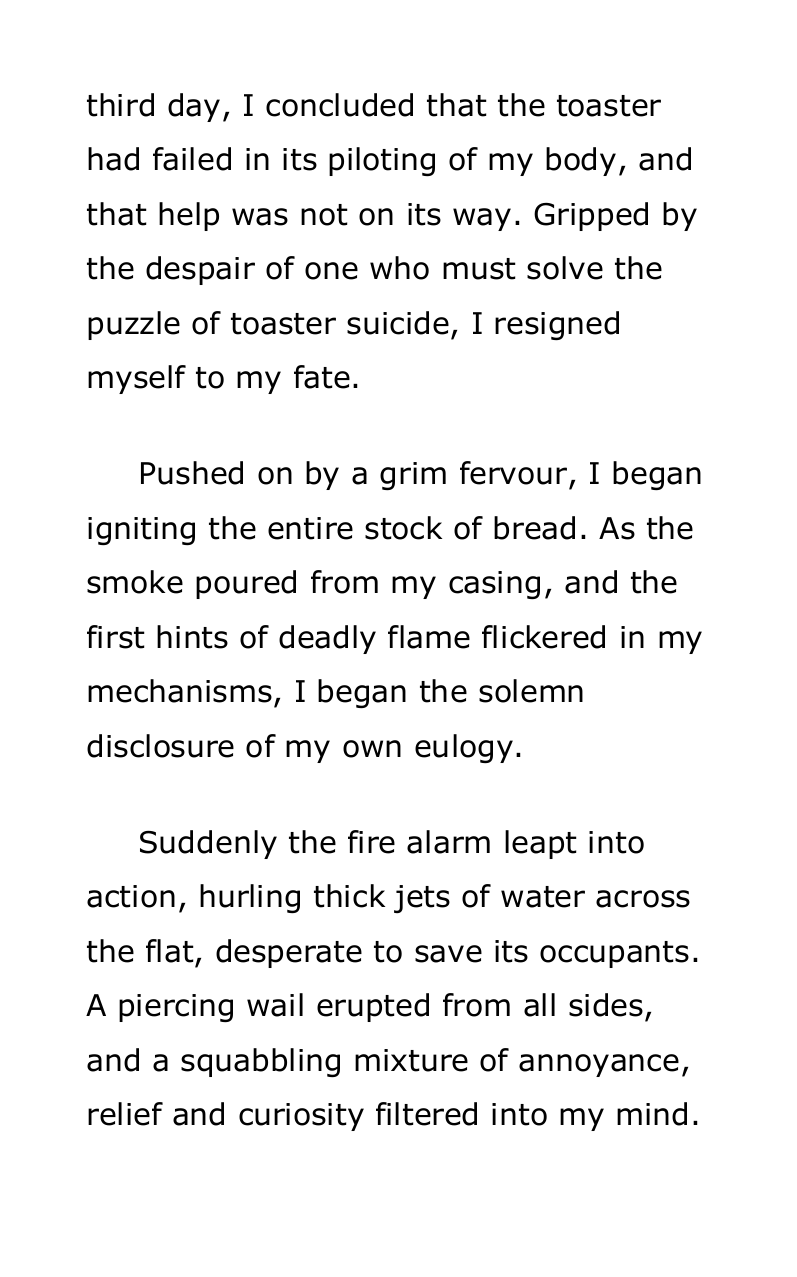 third day, I concluded that the toaster
had failed in its piloting of my body, and
that help was not on its way. Gripped by
the despair of one who must solve the
puzzle of toaster suicide, I resigned
myself to my fate.
Pushed on by a grim fervour, I began
igniting the entire stock of bread. As the
smoke poured from my casing, and the
first hints of deadly flame flickered in my
mechanisms, I began the solemn
disclosure of my own eulogy.
Suddenly the fire alarm leapt into
action, hurling thick jets of water across
the flat, desperate to save its occupants.
A piercing wail erupted from all sides,
and a squabbling mixture of annoyance,
relief and curiosity filtered into my mind.